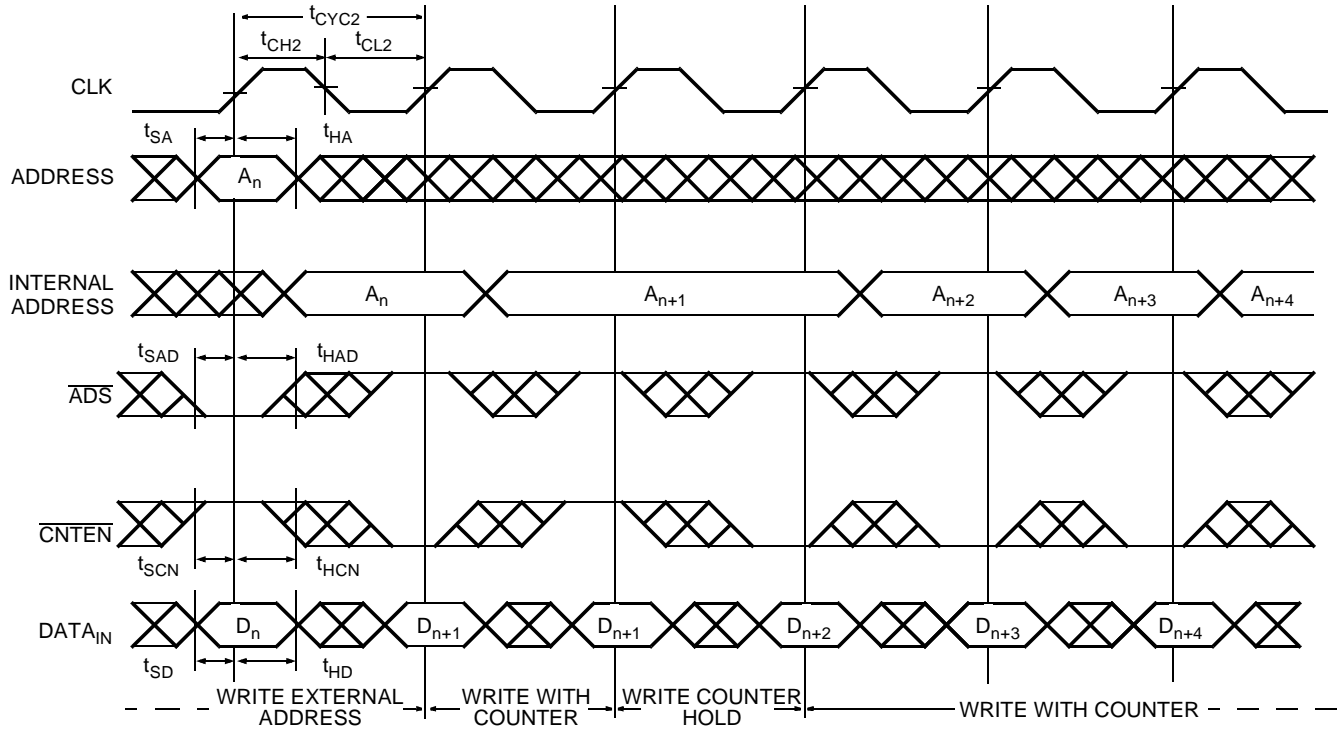 tCYC2
tCH2 tCL2
CLK
tSA tHA
ADDRESS An
INTERNAL
ADDRESS
An An+1 An+2 An+3 An+4
tSAD tHAD
ADS
CNTEN
tSCN tHCN
DATAIN Dn Dn+1 Dn+1 Dn+2 Dn+3 Dn+4
tSD tHD
WRITE EXTERNAL
ADDRESS
WRITE WITH
COUNTER
WRITE COUNTER
HOLD
WRITE WITH COUNTER